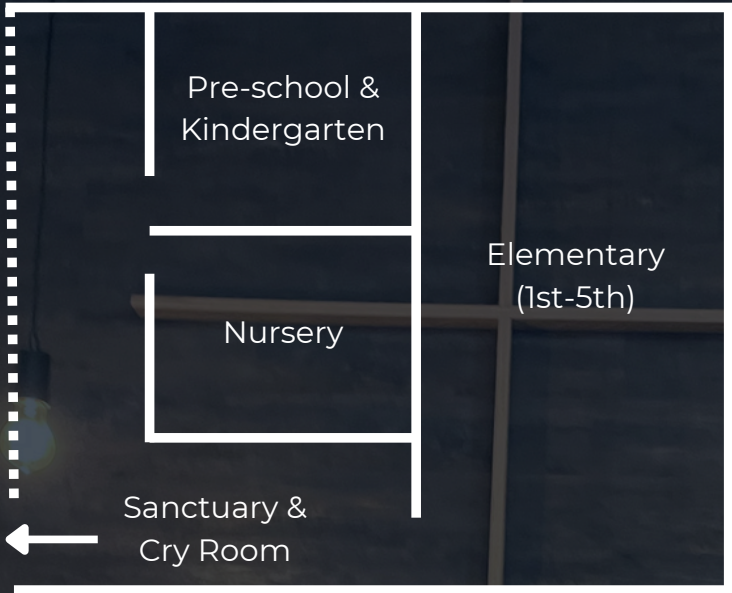 Pre-school &
Kindergarten
Elementary
(1st-5th)
Nursery
Sanctuary &
Cry Room